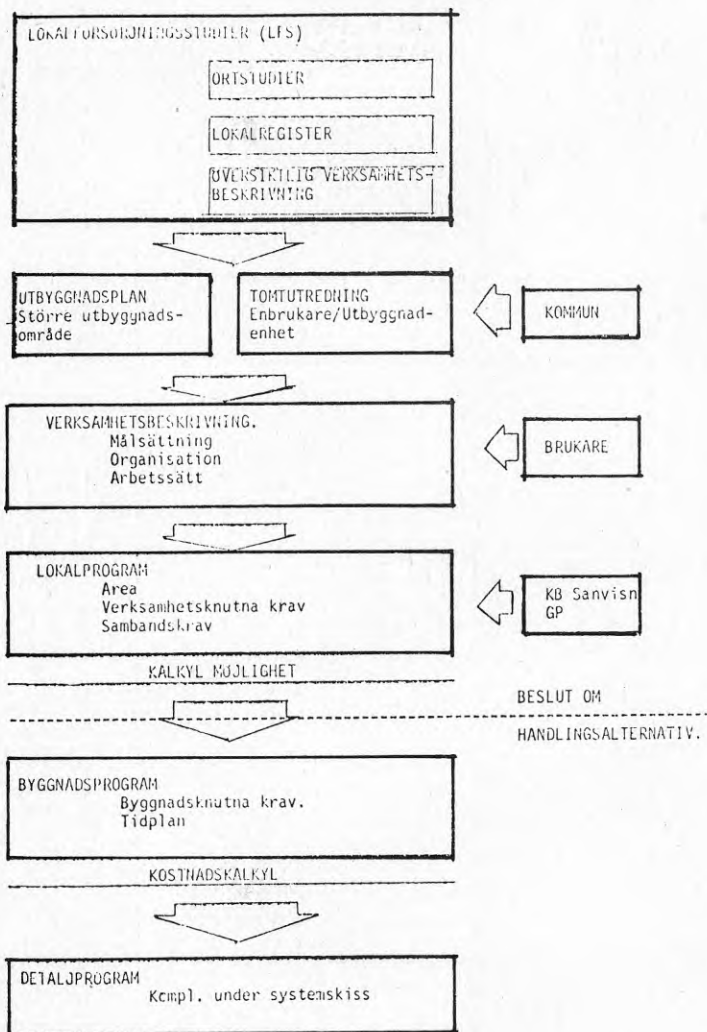 LOKALFÖRSÖRJNINGSSTUDIER (LFS)
ORTSTUDIER
LOKALREGISTER
ÖVERSIKTLIG VERKSAMHETS-
BESKRIVNING
UTBYGGNADSPLAN
Större utbyggnads-
område
TOMTUTREDNING
Enbrukare/Utbyggnad-
enhet
KOMMUN
VERKSAMHETSBESKRIVNING.
Målsättning
Organisation
Arbetssätt
BRUKARE
LOKALPROGRAM
Area
Verksamhetsknutna krav
Sambandskrav
KB Sanvisn
GP
KALKYL MÖJLIGHET
BESLUT OM
HANDLINGSALTERNATIV.
BYGGNADSPROGRAM
Byggnadsknutna krav.
Tidplan
KOSTNADSKALKYL
DETALJPROGRAM
Kompl. under systemskiss